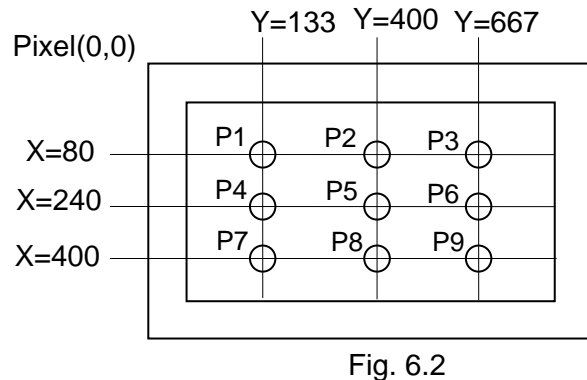 Y=133 Y=400 Y=667
Pixel(0,0)
P1 P2 P3
X=80
P4 P5 P6
X=240
P7 P8 P9
X=400
Fig. 6.2